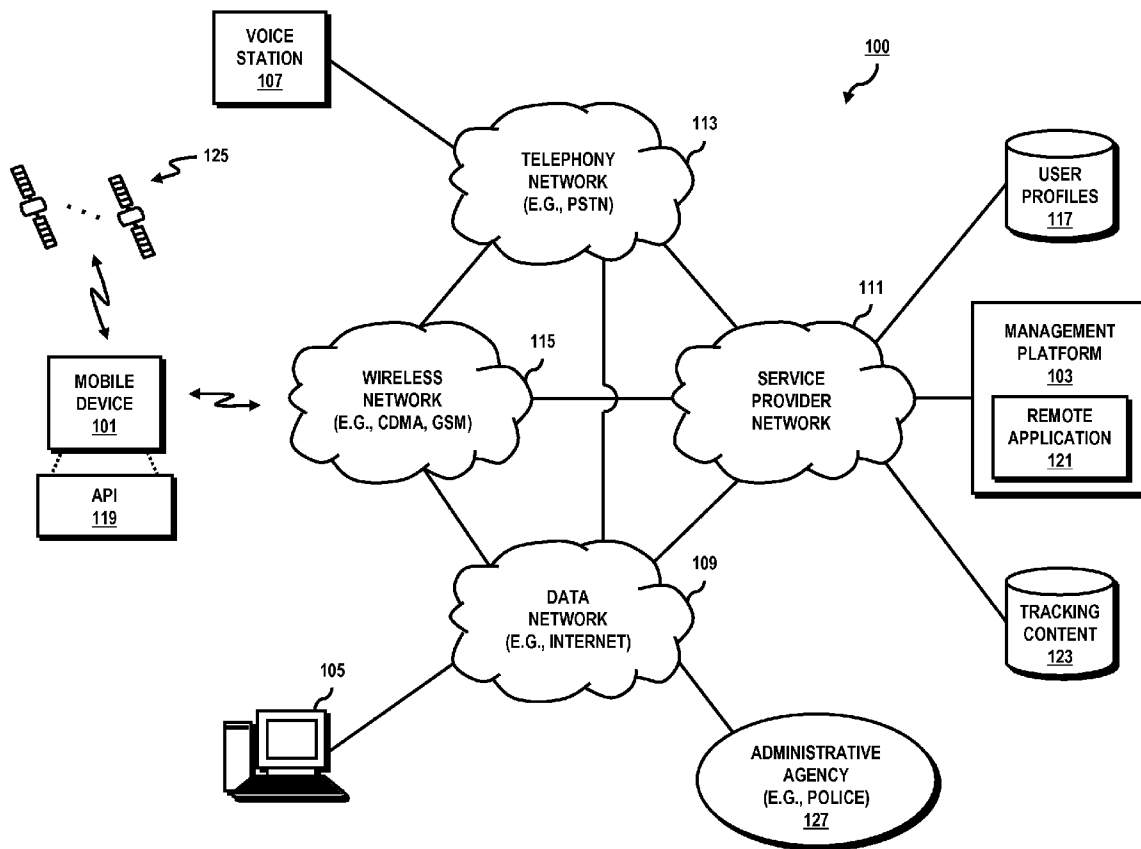 VOICE
STATION
107
100
125
TELEPHONY
NETWORK
(E.G., PSTN)
113
USER
PROFILES
117
111
MOBILE
DEVICE
101
API
119
WIRELESS
NETWORK
(E.G., CDMA, GSM)
115
SERVICE
PROVIDER
NETWORK
MANAGEMENT
PLATFORM
103
REMOTE
APPLICATION
121
DATA
NETWORK
(E.G., INTERNET)
109
TRACKING
CONTENT
123
105
ADMINISTRATIVE
AGENCY
(E.G., POLICE)
127